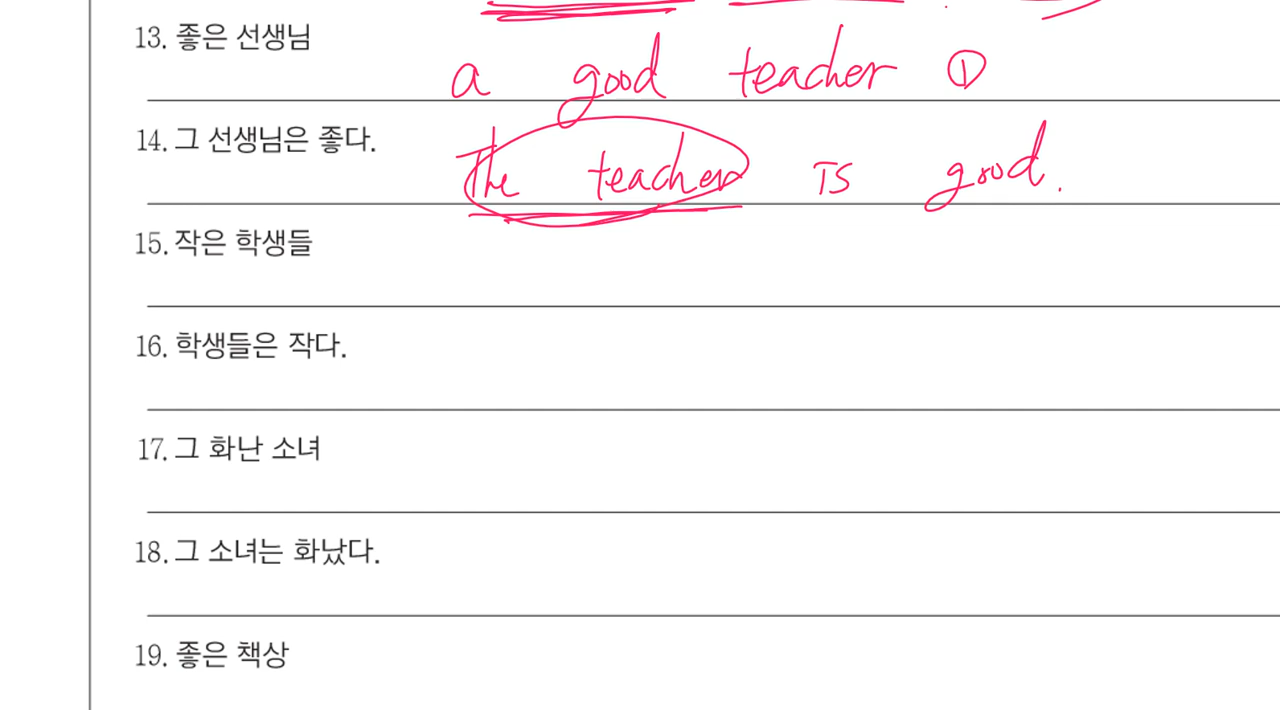 13. 좋은 선생님
a good teacher ①
14. 그 선생님은 좋다.
The teacher is good.
15. 작은 학생들
16. 학생들은 작다.
17. 그 화난 소녀
18. 그 소녀는 화났다.
19. 좋은 책상